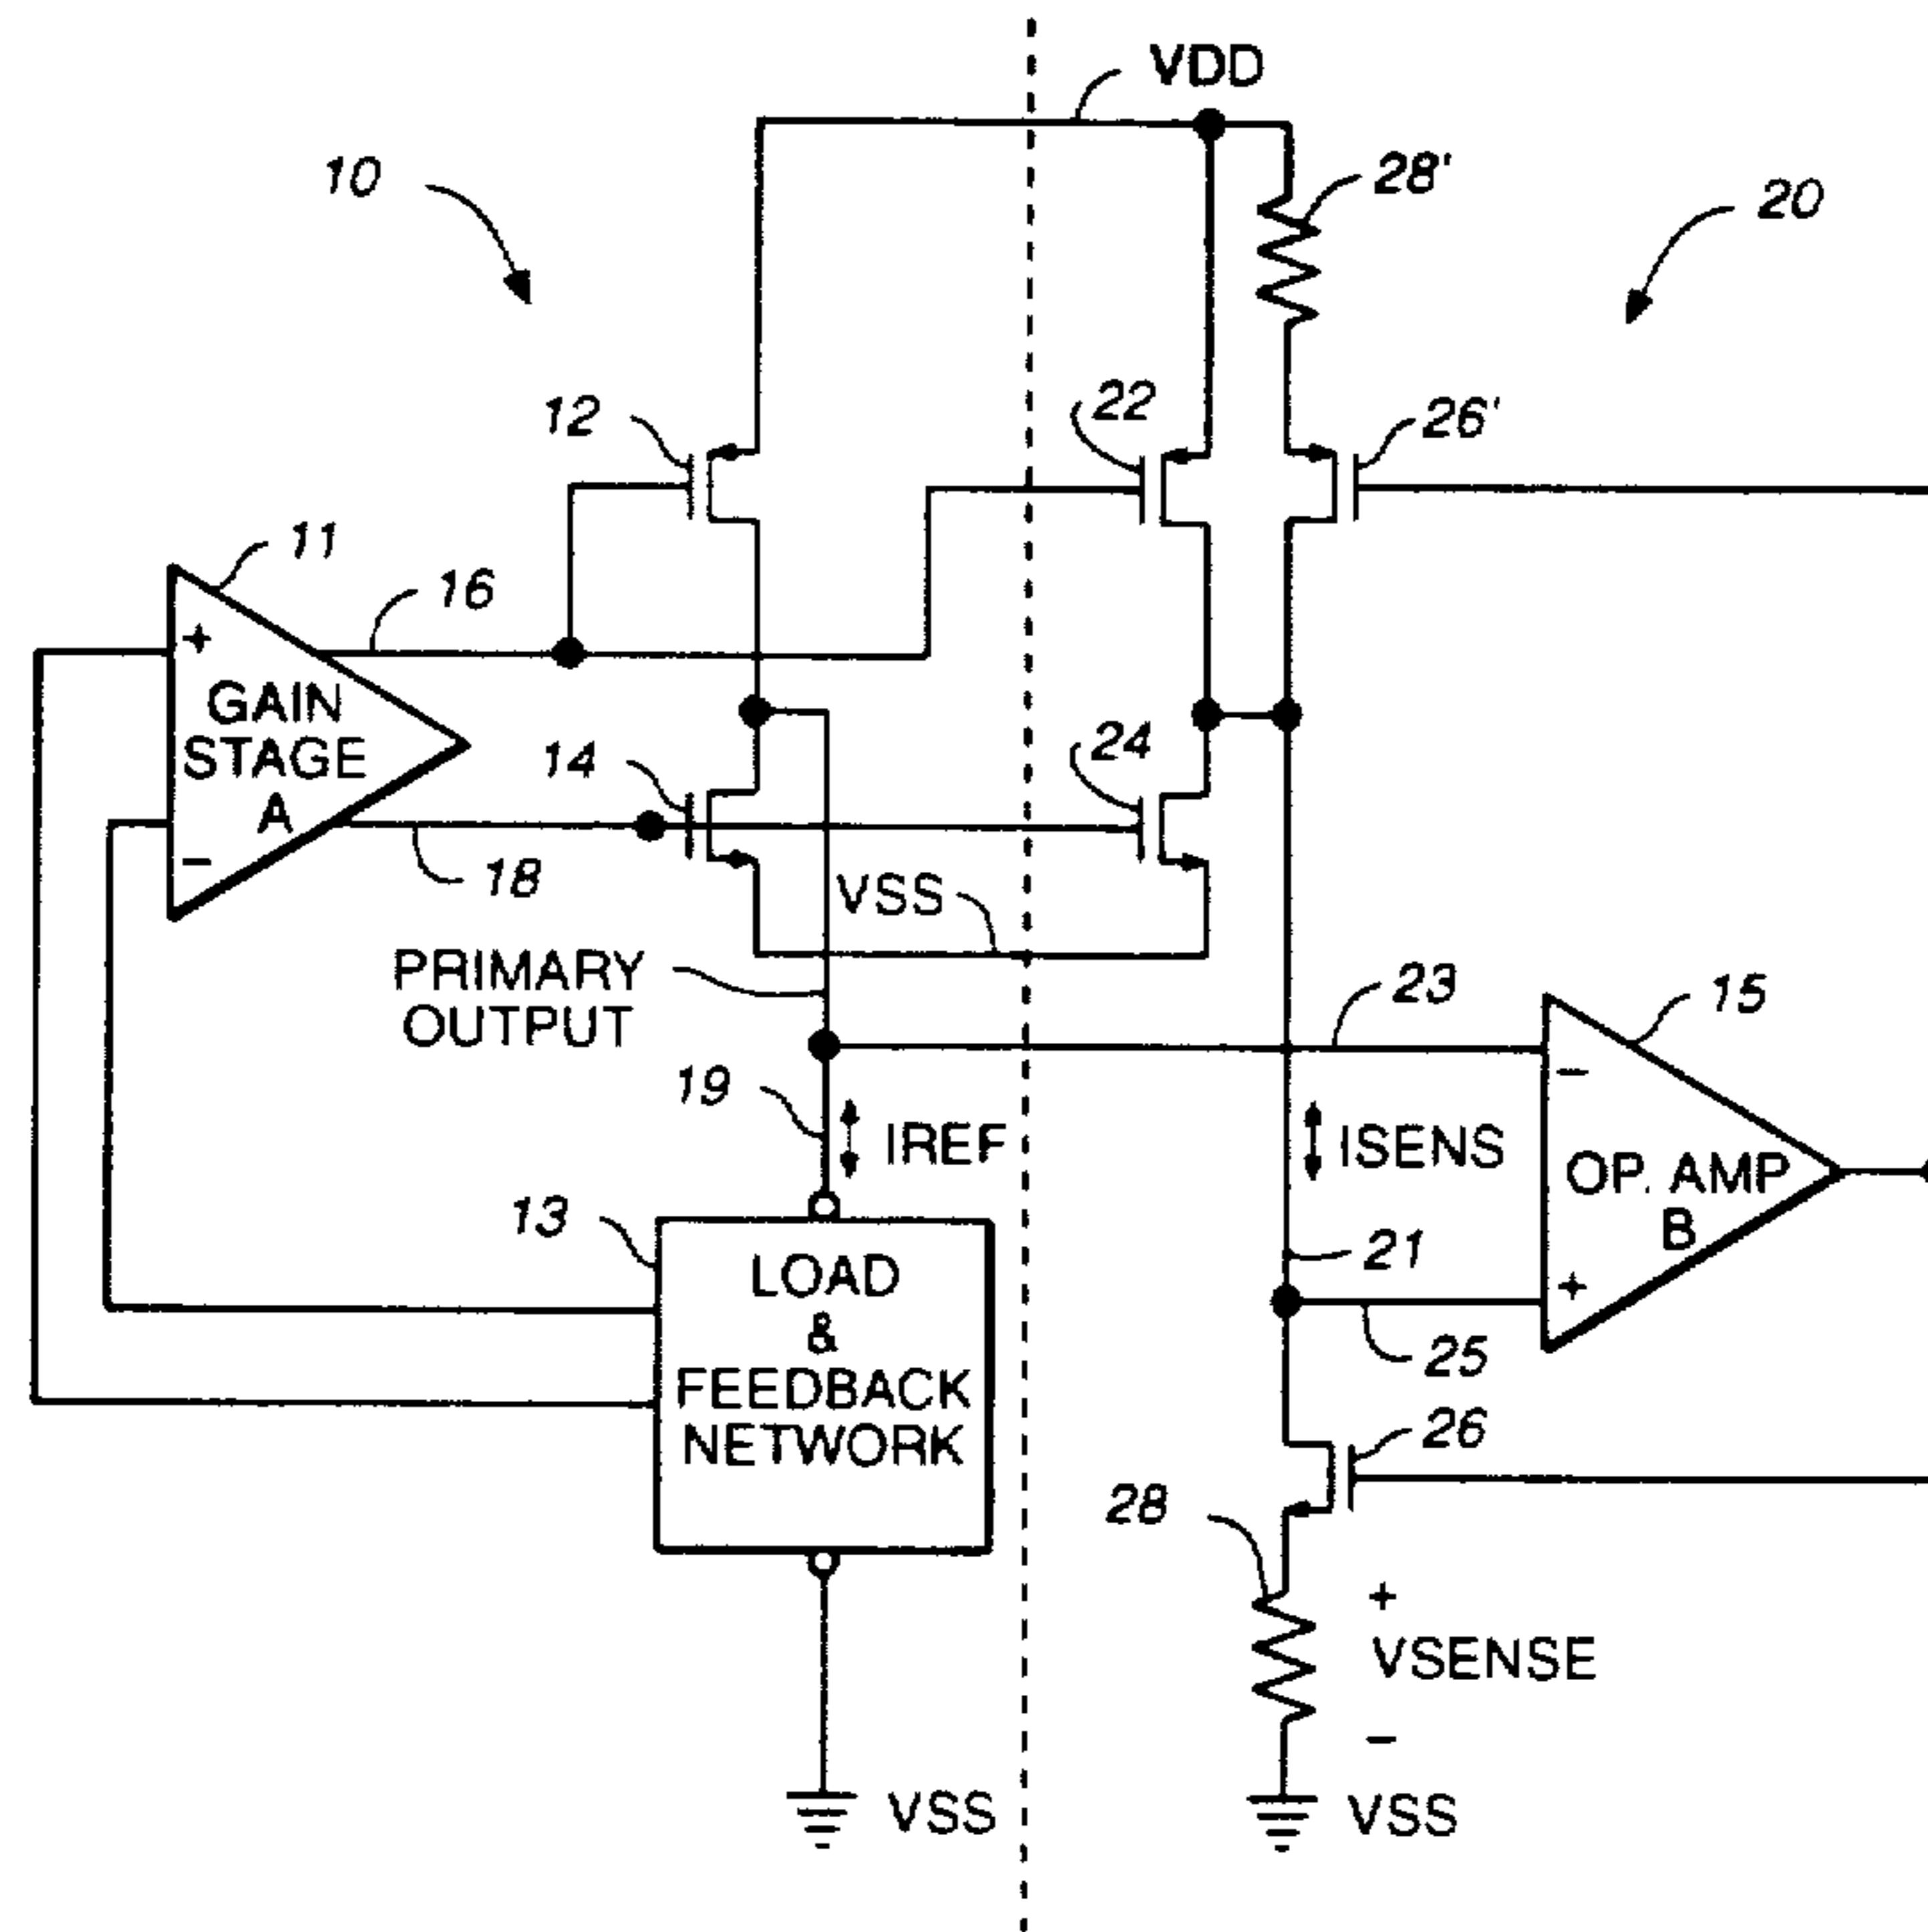 VDD
10
28'
20
12
22
26'
11
16
+
GAIN
STAGE
A
−
14
24
18
VSS
PRIMARY
OUTPUT
23
15
−
19
IREF
ISENS
OP. AMP
B
13
LOAD
&
FEEDBACK
NETWORK
21
+
25
26
28
+
VSENSE
−
VSS
VSS